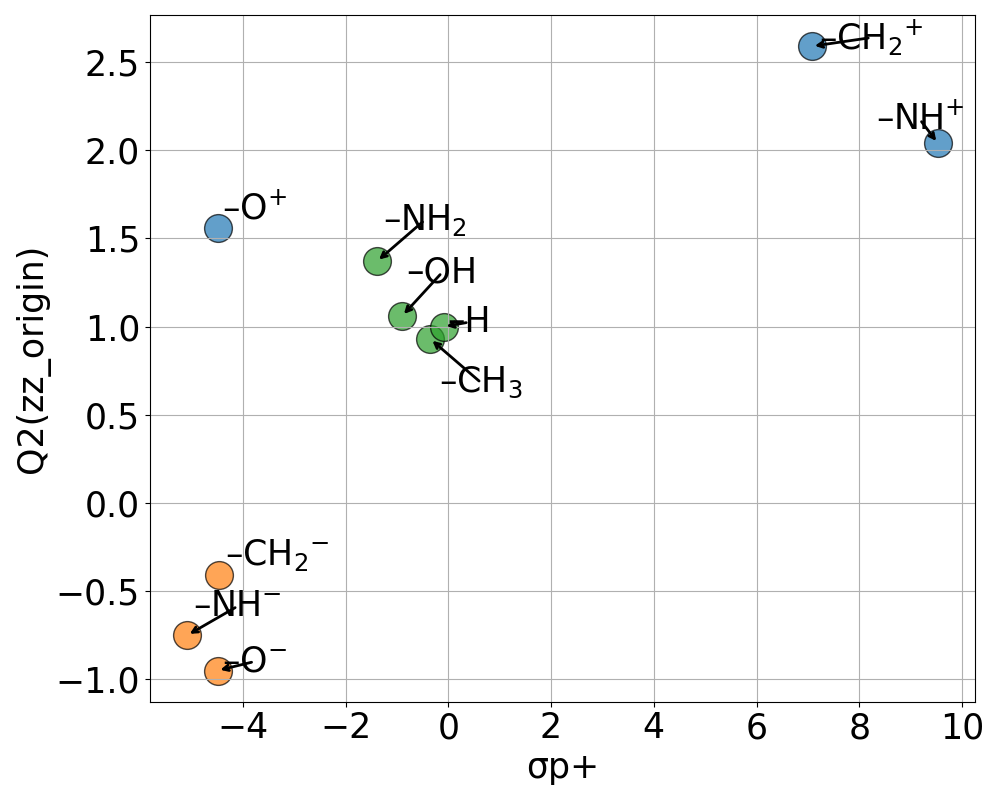 –CH₂⁺
–NH⁺
–O⁺
–NH₂
–OH
–H
–CH₃
–CH₂⁻
–NH⁻
–O⁻
2.5
2.0
1.5
1.0
0.5
0.0
−0.5
−1.0
Q2(zz_origin)
−4 −2 0 2 4 6 8 10
σp+